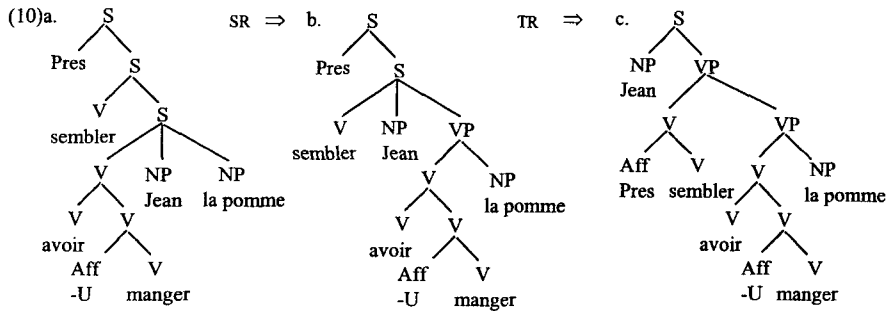 (10)a. S SR ⇒ b. S TR ⇒ c. S
Pres S Pres S NP VP
Jean
V S V NP VP V VP
sembler sembler Jean
V NP NP V NP Aff V V NP
Jean la pomme la pomme Pres sembler la pomme
V V V V V V
avoir avoir avoir
Aff V Aff V Aff V
-U manger -U manger -U manger